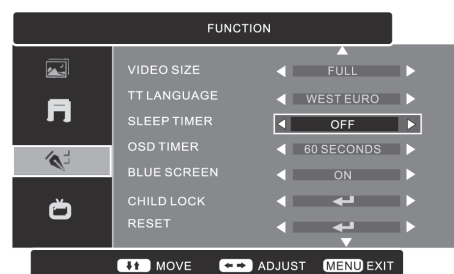 FUNCTION
VIDEO SIZE FULL
TT LANGUAGE WEST EURO
SLEEP TIMER OFF
OSD TIMER 60 SECONDS
BLUE SCREEN ON
CHILD LOCK
RESET
MOVE ADJUST MENU EXIT